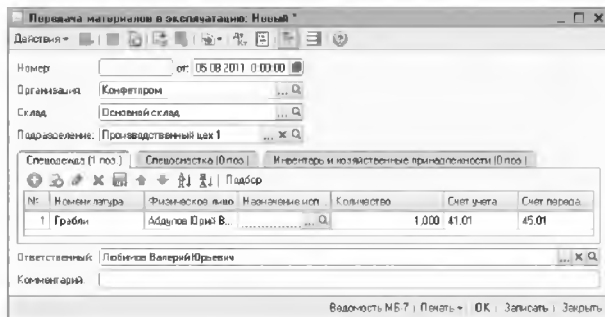 Передача материалов в эксплуатацию: Новый *
Действия
Номер: от: 05.08.2011 0:00:00
Организация: Конфетпром ...
Склад: Основной склад ...
Подразделение: Производственный цех 1 ... x
Спецодежда (1 поз.) Спецоснастка (0 поз.) Инвентарь и хозяйственные принадлежности (0 поз.)
Подбор
№ Номенклатура Физическое лицо Назначение исп... Количество Счет учета Счет переда...
1 Грабли Абдулов Юрий В... ... 1,000 41.01 45.01
Ответственный: Любимов Валерий Юрьевич ... x
Комментарий:
Ведомость МБ-7 Печать OK Записать Закрыть